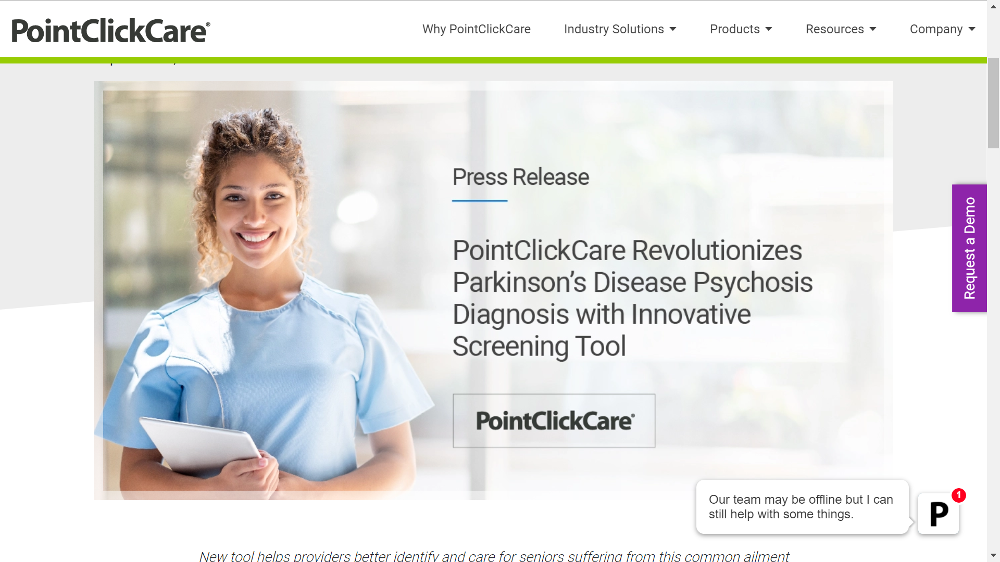 PointClickCare®
Why PointClickCare
Industry Solutions
Products
Resources
Company
Press Release
PointClickCare Revolutionizes
Parkinson’s Disease Psychosis
Diagnosis with Innovative
Screening Tool
PointClickCare®
Request a Demo
Our team may be offline but I can
still help with some things.
1
P
New tool helps providers better identify and care for seniors suffering from this common ailment